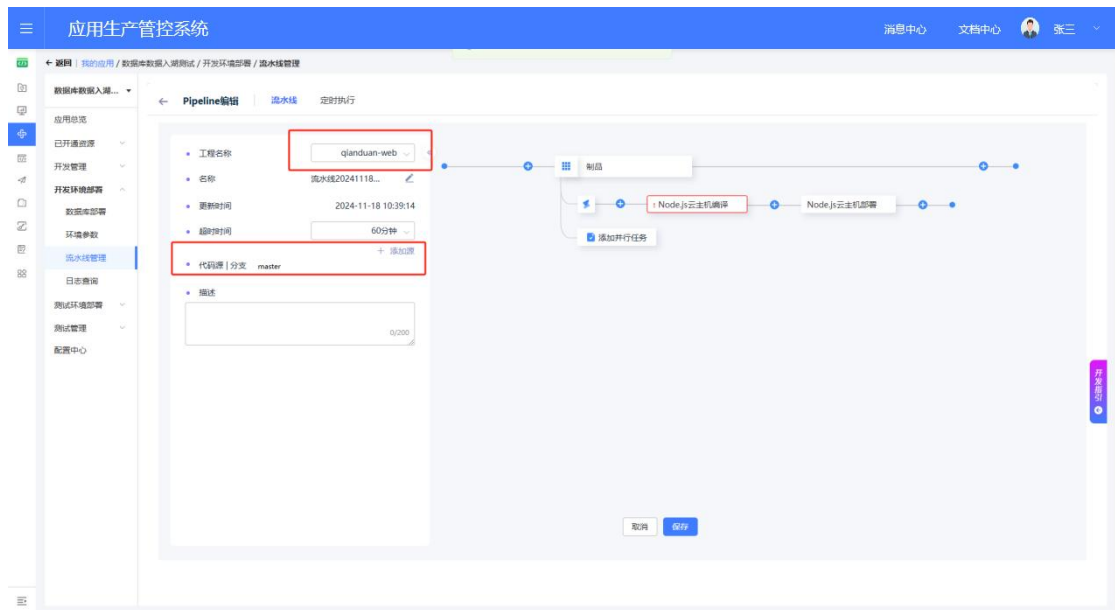 应用生产管控系统 消息中心 文档中心 张三
← 返回 | 我的应用 / 数据库数据入湖测试 / 开发环境部署 / 流水线管理
数据库数据入湖...
应用总览
已开通资源
开发管理
开发环境部署
数据库部署
环境参数
流水线管理
日志查询
测试环境部署
测试管理
配置中心
← Pipeline编辑 流水线 定时执行
工程名称 qianduan-web
名称 流水线20241118...
更新时间 2024-11-18 10:39:14
超时时间 60分钟
+ 添加源
代码源 | 分支 master
描述
0/200
制品
! Node.js云主机编译 Node.js云主机部署
添加并行任务
取消 保存
开发指引